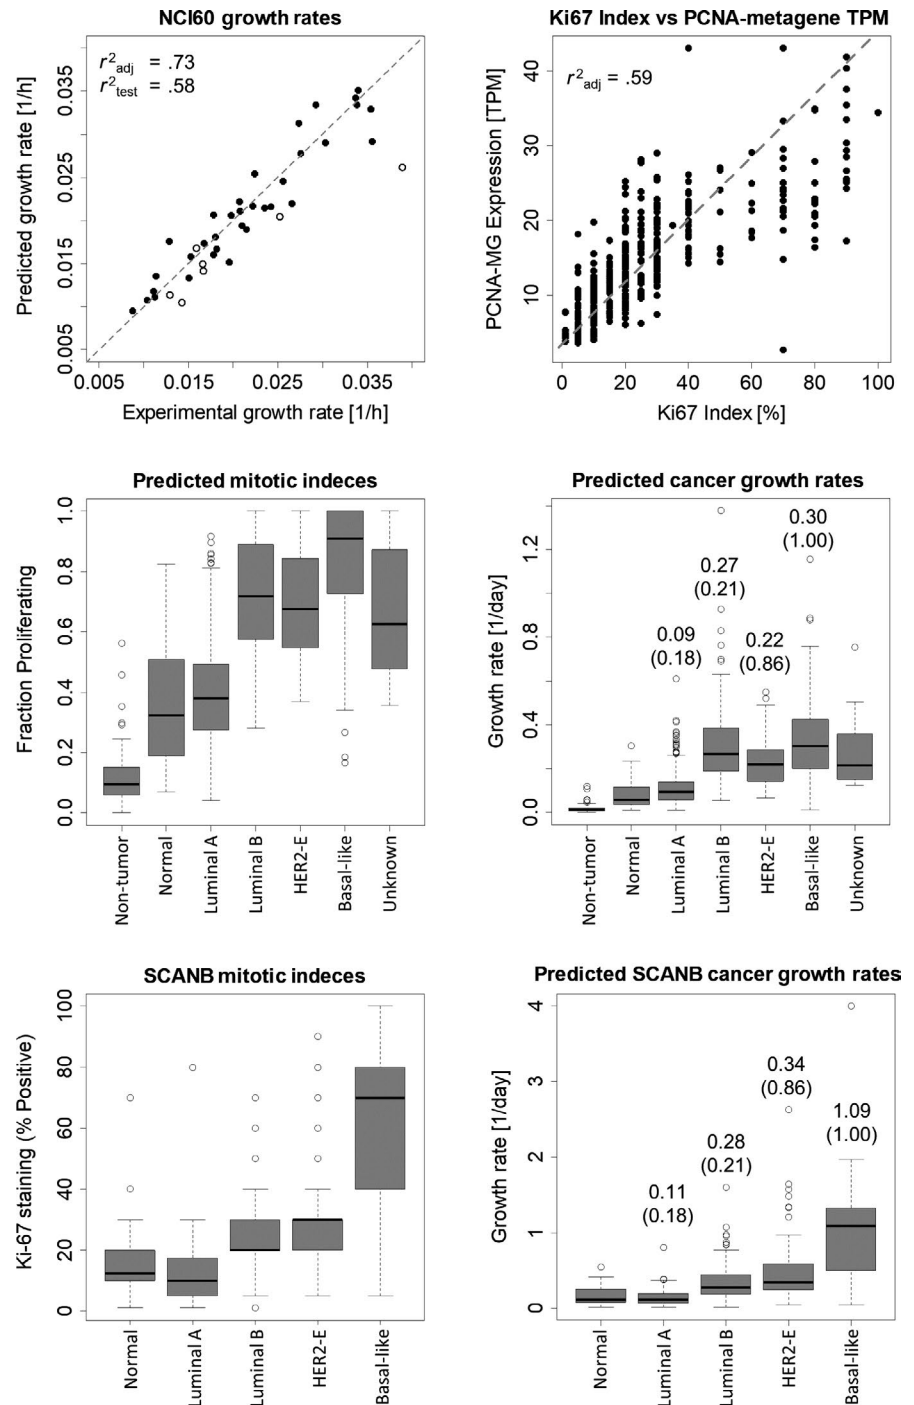 NCI60 growth rates
r²adj = .73
r²test = .58
Predicted growth rate [1/h]
0.035
0.025
0.015
0.005
0.005 0.015 0.025 0.035
Experimental growth rate [1/h]
Ki67 Index vs PCNA-metagene TPM
r²adj = .59
PCNA-MG Expression [TPM]
40
30
20
10
0 20 40 60 80 100
Ki67 Index [%]
Predicted mitotic indeces
Fraction Proliferating
1.0
0.8
0.6
0.4
0.2
0.0
Non-tumor
Normal
Luminal A
Luminal B
HER2-E
Basal-like
Unknown
Predicted cancer growth rates
Growth rate [1/day]
1.2
0.8
0.4
0.0
0.09
(0.18)
0.27
(0.21)
0.22
(0.86)
0.30
(1.00)
Non-tumor
Normal
Luminal A
Luminal B
HER2-E
Basal-like
Unknown
SCANB mitotic indeces
Ki-67 staining (% Positive)
100
80
60
40
20
0
Normal
Luminal A
Luminal B
HER2-E
Basal-like
Predicted SCANB cancer growth rates
Growth rate [1/day]
4
3
2
1
0
0.11
(0.18)
0.28
(0.21)
0.34
(0.86)
1.09
(1.00)
Normal
Luminal A
Luminal B
HER2-E
Basal-like